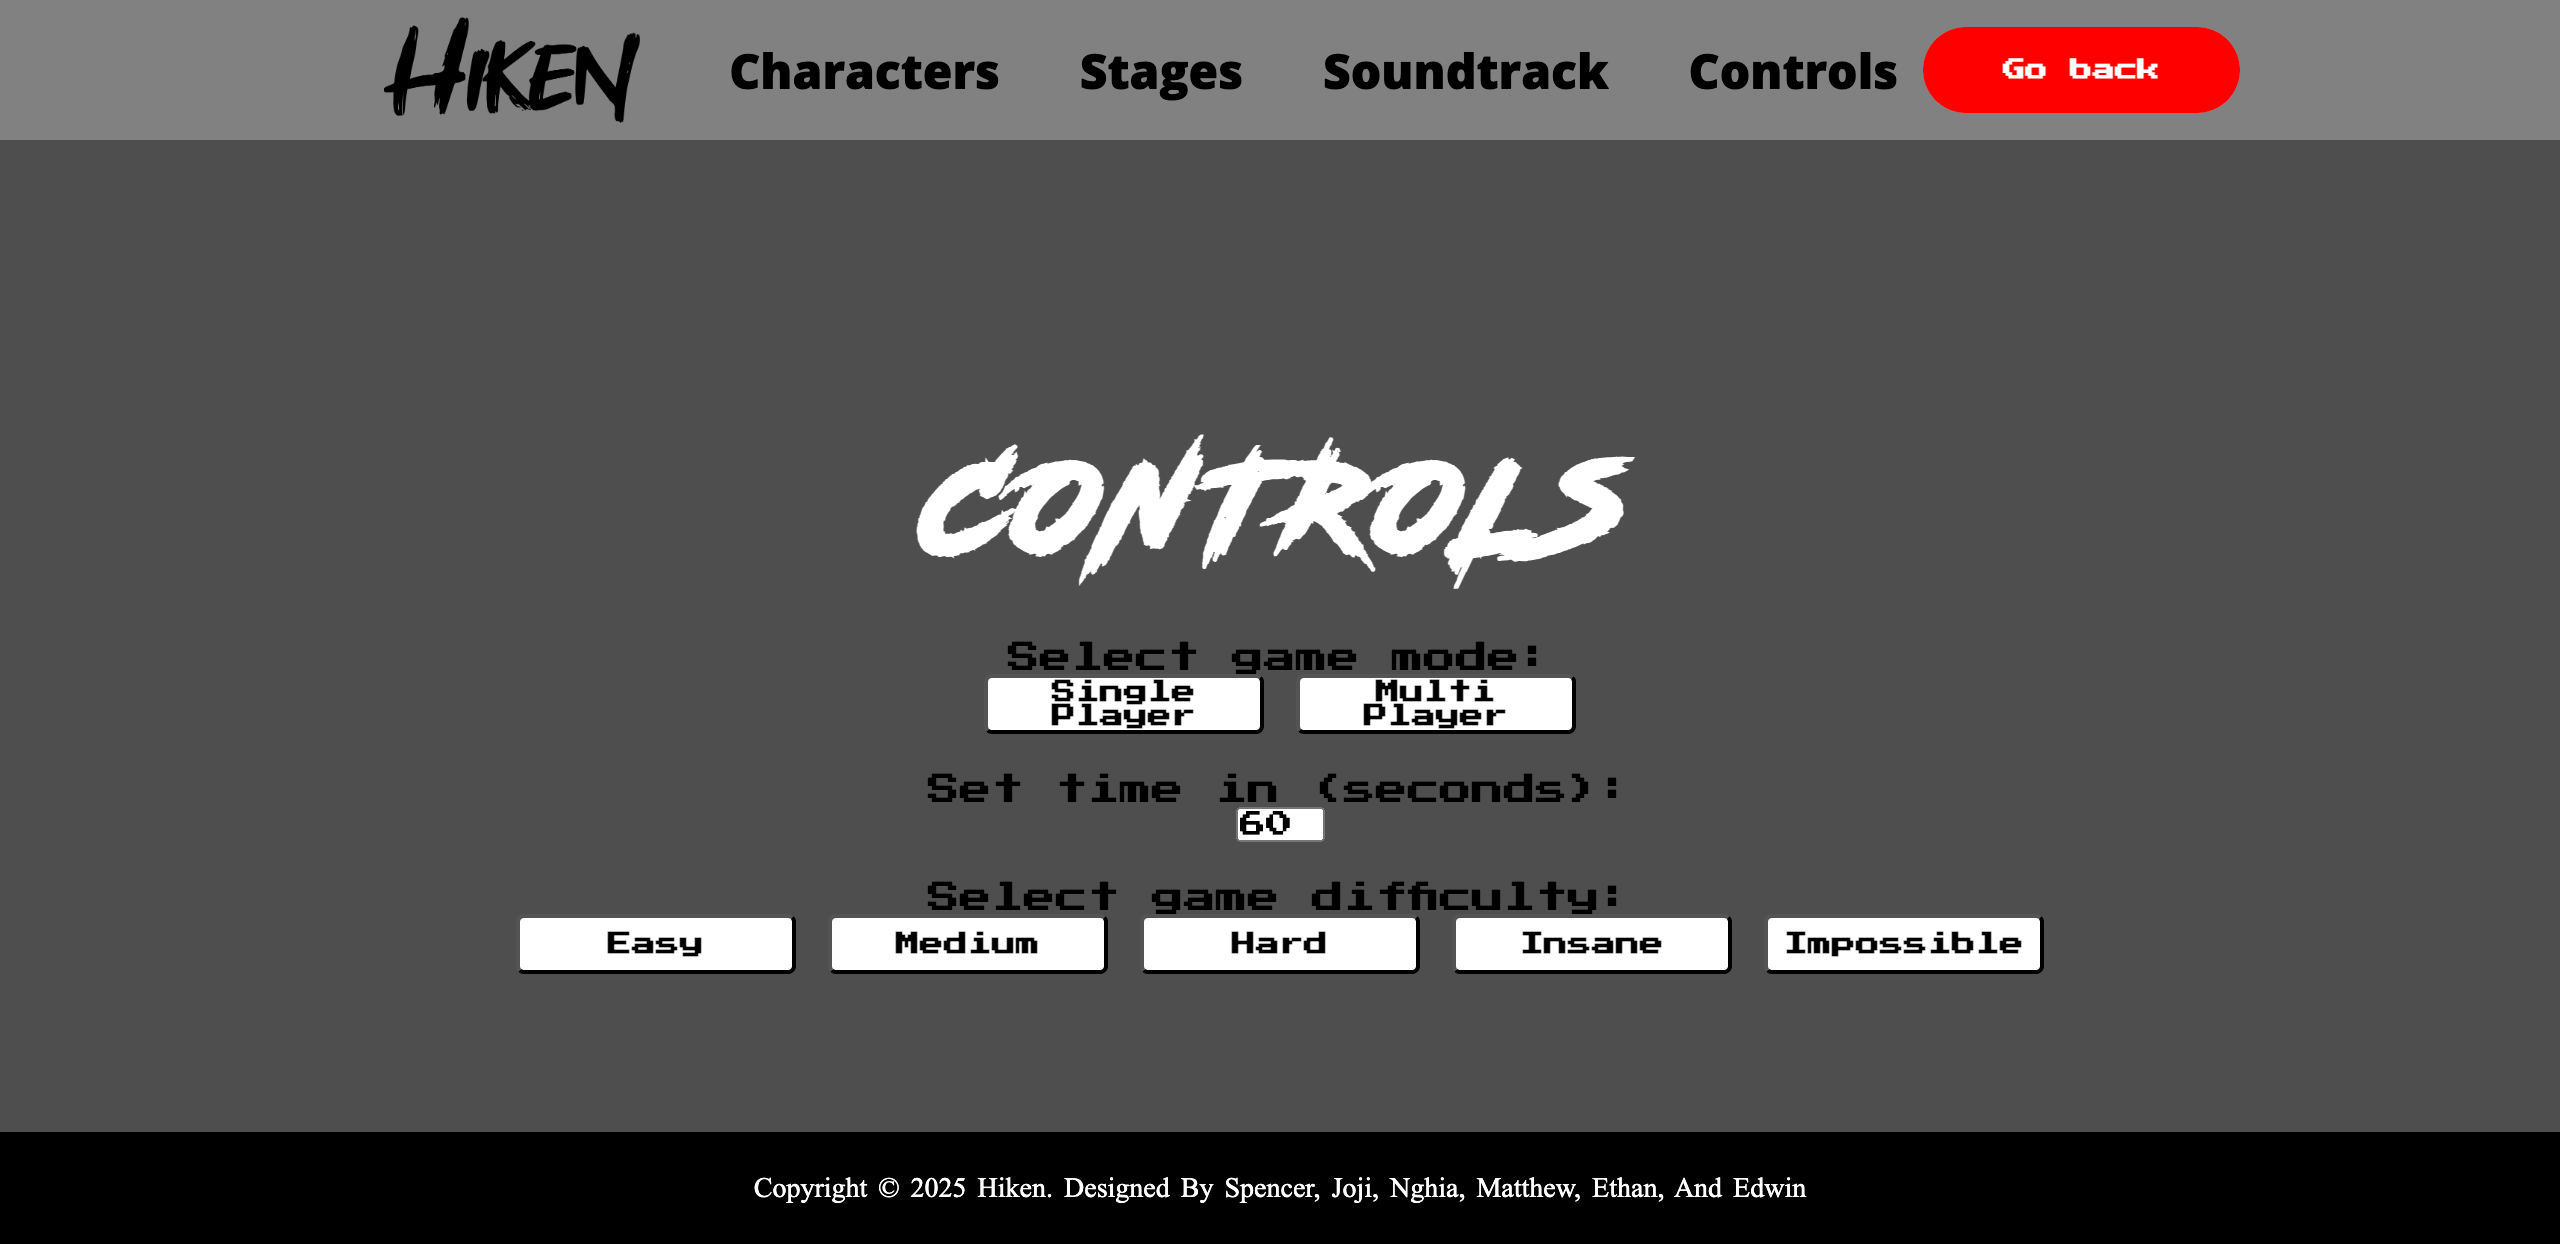 Hiken Characters Stages Soundtrack Controls Go back
CONTROLS
Select game mode:
Single Player
Multi Player
Set time in (seconds):
60
Select game difficulty:
Easy Medium Hard Insane Impossible
Copyright © 2025 Hiken. Designed By Spencer, Joji, Nghia, Matthew, Ethan, And Edwin